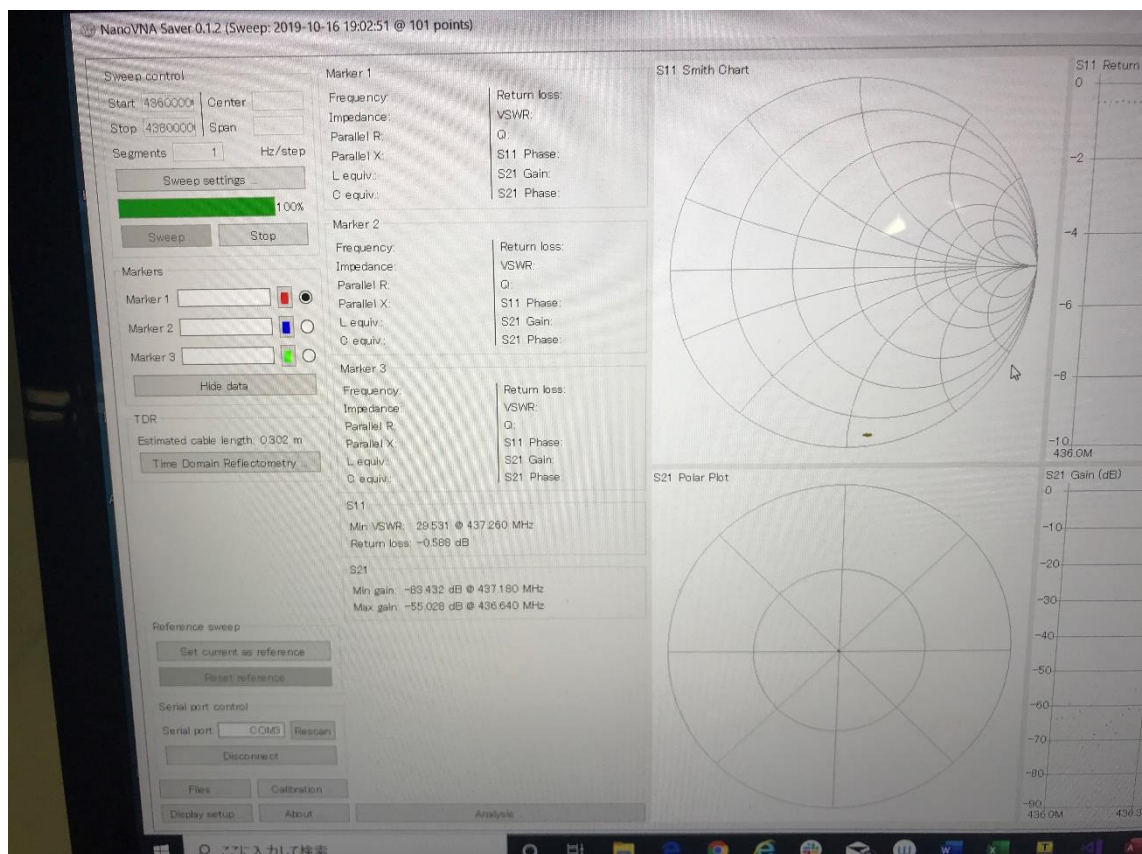 NanoVNA Saver 0.1.2 (Sweep: 2019-10-16 19:02:51 @ 101 points)
Sweep control
Start 4360000 Center
Stop 4380000 Span
Segments 1 Hz/step
Sweep settings ...
100%
Sweep Stop
Markers
Marker 1
Marker 2
Marker 3
Hide data
TDR
Estimated cable length: 0.302 m
Time Domain Reflectometry ...
Reference sweep
Set current as reference
Reset reference
Serial port control
Serial port COM3 Rescan
Disconnect
Files ... Calibration ...
Display setup ... About ...
Marker 1
Frequency: Return loss:
Impedance: VSWR:
Parallel R: Q:
Parallel X: S11 Phase:
L equiv.: S21 Gain:
C equiv.: S21 Phase:
Marker 2
Frequency: Return loss:
Impedance: VSWR:
Parallel R: Q:
Parallel X: S11 Phase:
L equiv.: S21 Gain:
C equiv.: S21 Phase:
Marker 3
Frequency: Return loss:
Impedance: VSWR:
Parallel R: Q:
Parallel X: S11 Phase:
L equiv.: S21 Gain:
C equiv.: S21 Phase:
S11
Min VSWR: 29.531 @ 437.260 MHz
Return loss: -0.588 dB
S21
Min gain: -83.432 dB @ 437.180 MHz
Max gain: -55.028 dB @ 436.640 MHz
Analysis ...
S11 Smith Chart
S21 Polar Plot
S11 Return
0
-2
-4
-6
-8
-10
436.0M
S21 Gain (dB)
0
-10
-20
-30
-40
-50
-60
-70
-80
-90
436.0M 436.3
ここに入力して検索